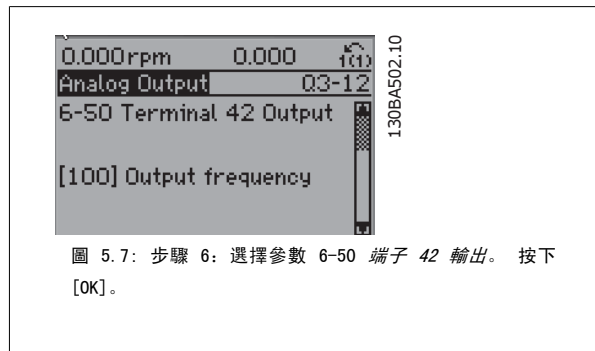 0.000rpm 0.000 1(1)
Analog Output Q3-12
6-50 Terminal 42 Output
[100] Output frequency
130BA502.10
圖 5.7: 步驟 6: 選擇參數 6-50 端子 42 輸出。 按下
[OK]。